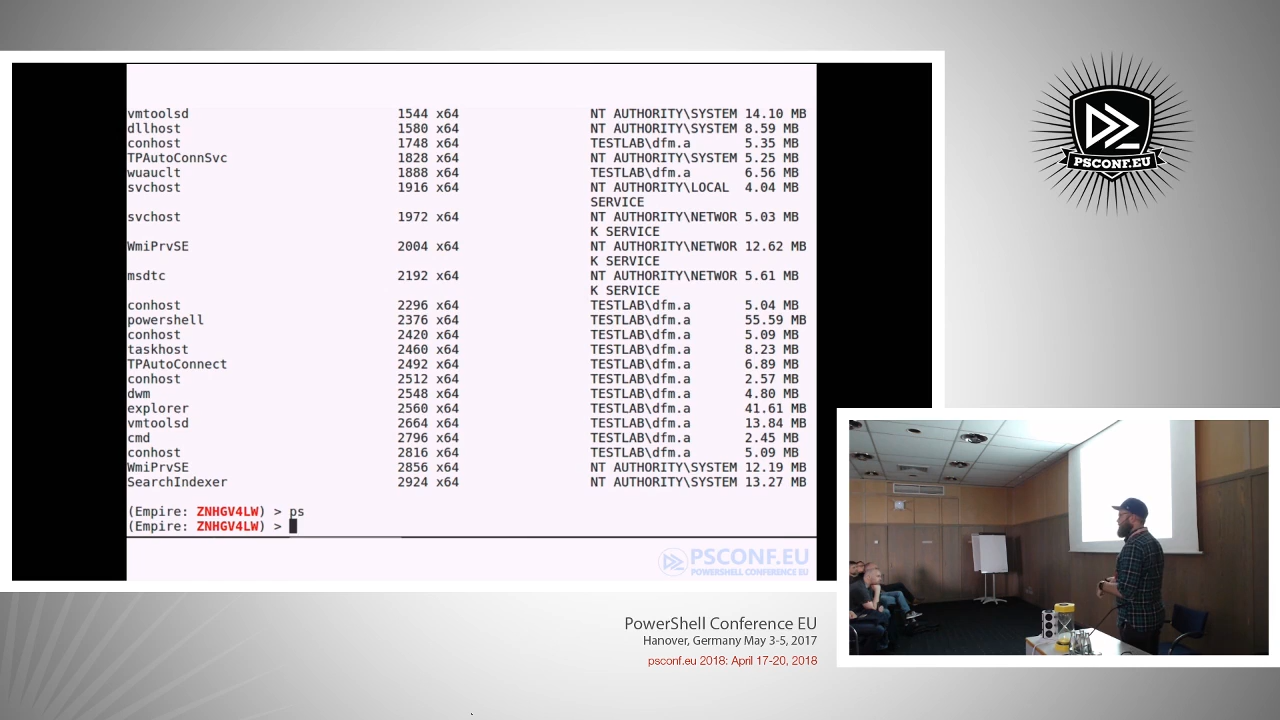 vmtoolsd 1544 x64 NT AUTHORITY\SYSTEM 14.10 MB
dllhost 1580 x64 NT AUTHORITY\SYSTEM 8.59 MB
conhost 1748 x64 TESTLAB\dfm.a 5.35 MB
TPAutoConnSvc 1828 x64 NT AUTHORITY\SYSTEM 5.25 MB
wuauclt 1888 x64 TESTLAB\dfm.a 6.56 MB
svchost 1916 x64 NT AUTHORITY\LOCAL 4.04 MB
SERVICE
svchost 1972 x64 NT AUTHORITY\NETWOR 5.03 MB
K SERVICE
WmiPrvSE 2004 x64 NT AUTHORITY\NETWOR 12.62 MB
K SERVICE
msdtc 2192 x64 NT AUTHORITY\NETWOR 5.61 MB
K SERVICE
conhost 2296 x64 TESTLAB\dfm.a 5.04 MB
powershell 2376 x64 TESTLAB\dfm.a 55.59 MB
conhost 2420 x64 TESTLAB\dfm.a 5.09 MB
taskhost 2460 x64 TESTLAB\dfm.a 8.23 MB
TPAutoConnect 2492 x64 TESTLAB\dfm.a 6.89 MB
conhost 2512 x64 TESTLAB\dfm.a 2.57 MB
dwm 2548 x64 TESTLAB\dfm.a 4.80 MB
explorer 2560 x64 TESTLAB\dfm.a 41.61 MB
vmtoolsd 2664 x64 TESTLAB\dfm.a 13.84 MB
cmd 2796 x64 TESTLAB\dfm.a 2.45 MB
conhost 2816 x64 TESTLAB\dfm.a 5.09 MB
WmiPrvSE 2856 x64 NT AUTHORITY\SYSTEM 12.19 MB
SearchIndexer 2924 x64 NT AUTHORITY\SYSTEM 13.27 MB
(Empire: ZNHGV4LW) > ps
(Empire: ZNHGV4LW) >
PSCONF.EU
POWERSHELL CONFERENCE EU
PSCONF.EU
PowerShell Conference EU
Hanover, Germany May 3-5, 2017
psconf.eu 2018: April 17-20, 2018